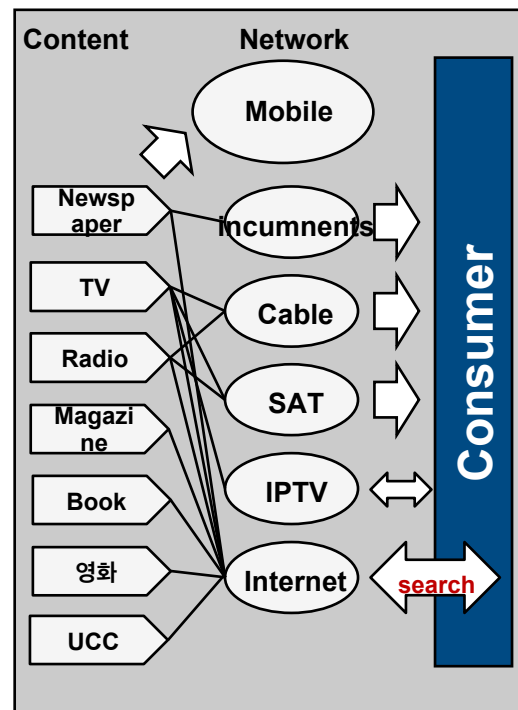 Content
Network
Mobile
Newsp
aper
incumnents
TV
Cable
Radio
SAT
Magazi
ne
Book
IPTV
영화
Internet
search
UCC
Consumer